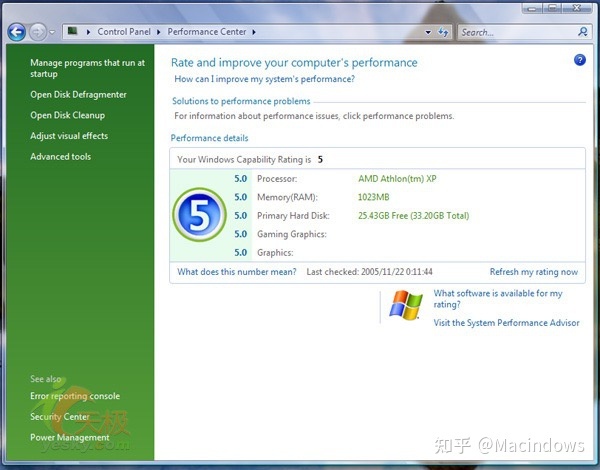 Control Panel
Performance Center
Search...
Manage programs that run at
startup
Open Disk Defragmenter
Open Disk Cleanup
Adjust visual effects
Advanced tools
See also
Error reporting console
Security Center
Power Management
天极
yesky.com
Rate and improve your computer's performance
How can I improve my system's performance?
Solutions to performance problems
For information about performance issues, click performance problems.
Performance details
Your Windows Capability Rating is 5
5
5.0 Processor: AMD Athlon(tm) XP
5.0 Memory(RAM): 1023MB
5.0 Primary Hard Disk: 25.43GB Free (33.20GB Total)
5.0 Gaming Graphics:
5.0 Graphics:
What does this number mean? Last checked: 2005/11/22 0:11:44 Refresh my rating now
What software is available for my
rating?
Visit the System Performance Advisor
知乎 @Macindows